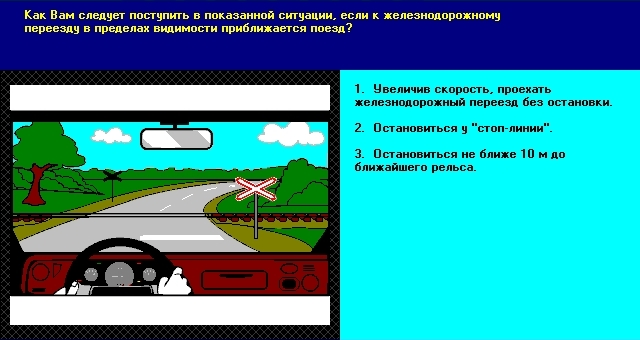 Как Вам следует поступить в показанной ситуации, если к железнодорожному
переезду в пределах видимости приближается поезд?
1. Увеличив скорость, проехать
железнодорожный переезд без остановки.
2. Остановиться у "стоп-линии".
3. Остановиться не ближе 10 м до
ближайшего рельса.